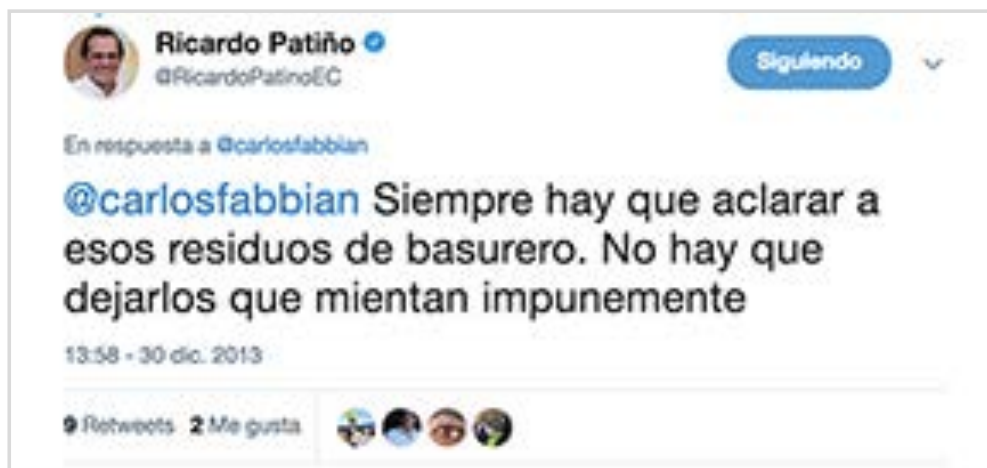 Ricardo Patiño
@RicardoPatinoEC
Siguiendo
En respuesta a @carlosfabbian
@carlosfabbian Siempre hay que aclarar a
esos residuos de basurero. No hay que
dejarlos que mientan impunemente
13:58 - 30 dic. 2013
9 Retweets 2 Me gusta